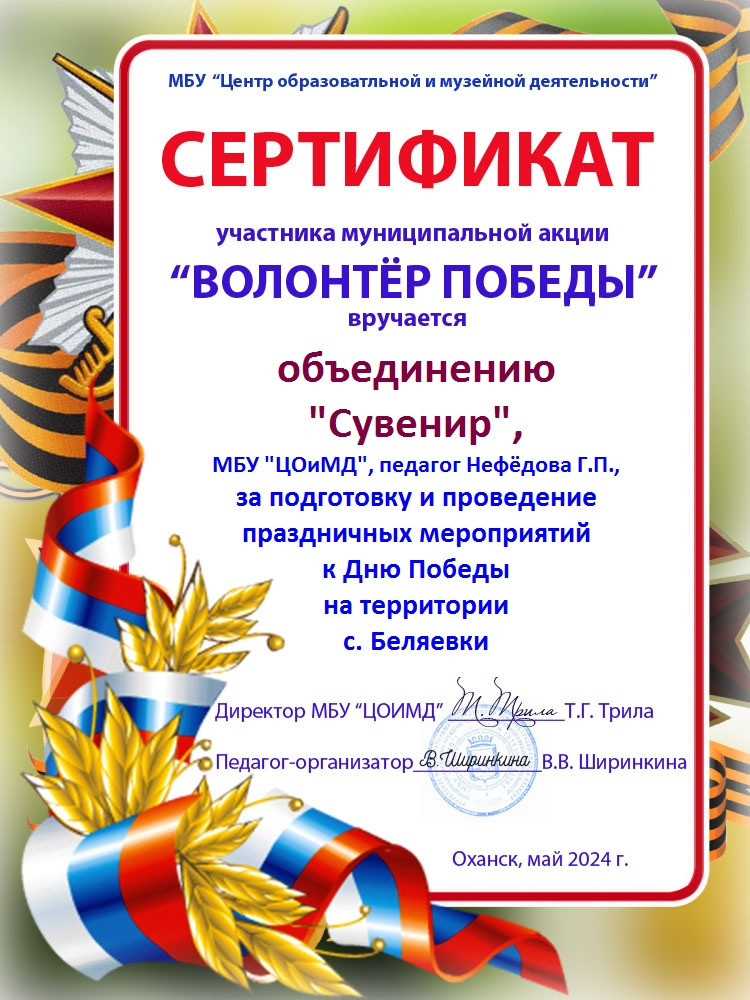 МБУ “Центр образоватльной и музейной деятельности”
СЕРТИФИКАТ
участника муниципальной акции
“ВОЛОНТЁР ПОБЕДЫ”
вручается
объединению
"Сувенир",
МБУ "ЦОиМД", педагог Нефёдова Г.П.,
за подготовку и проведение
праздничных мероприятий
к Дню Победы
на территории
с. Беляевки
Директор МБУ “ЦОИМД” Т. Трила Т.Г. Трила
Педагог-организатор В.Ширинкина В.В. Ширинкина
Оханск, май 2024 г.